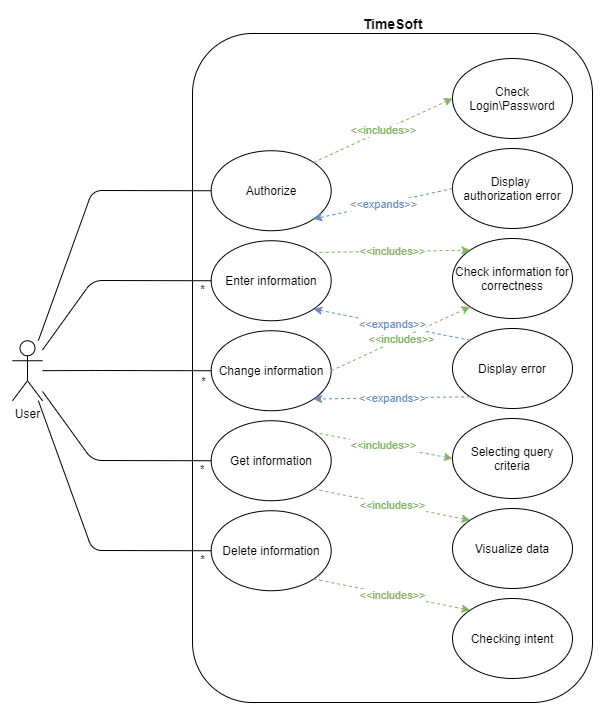 TimeSoft
Check
Login\Password
<<includes>>
Authorize
Display
authorization error
<<expands>>
Enter information
*
<<includes>>
Check information for
correctness
<<expands>>
<<includes>>
Change information
*
Display error
<<expands>>
User
Get information
*
<<includes>>
Selecting query
criteria
<<includes>>
Visualize data
Delete information
*
<<includes>>
Checking intent